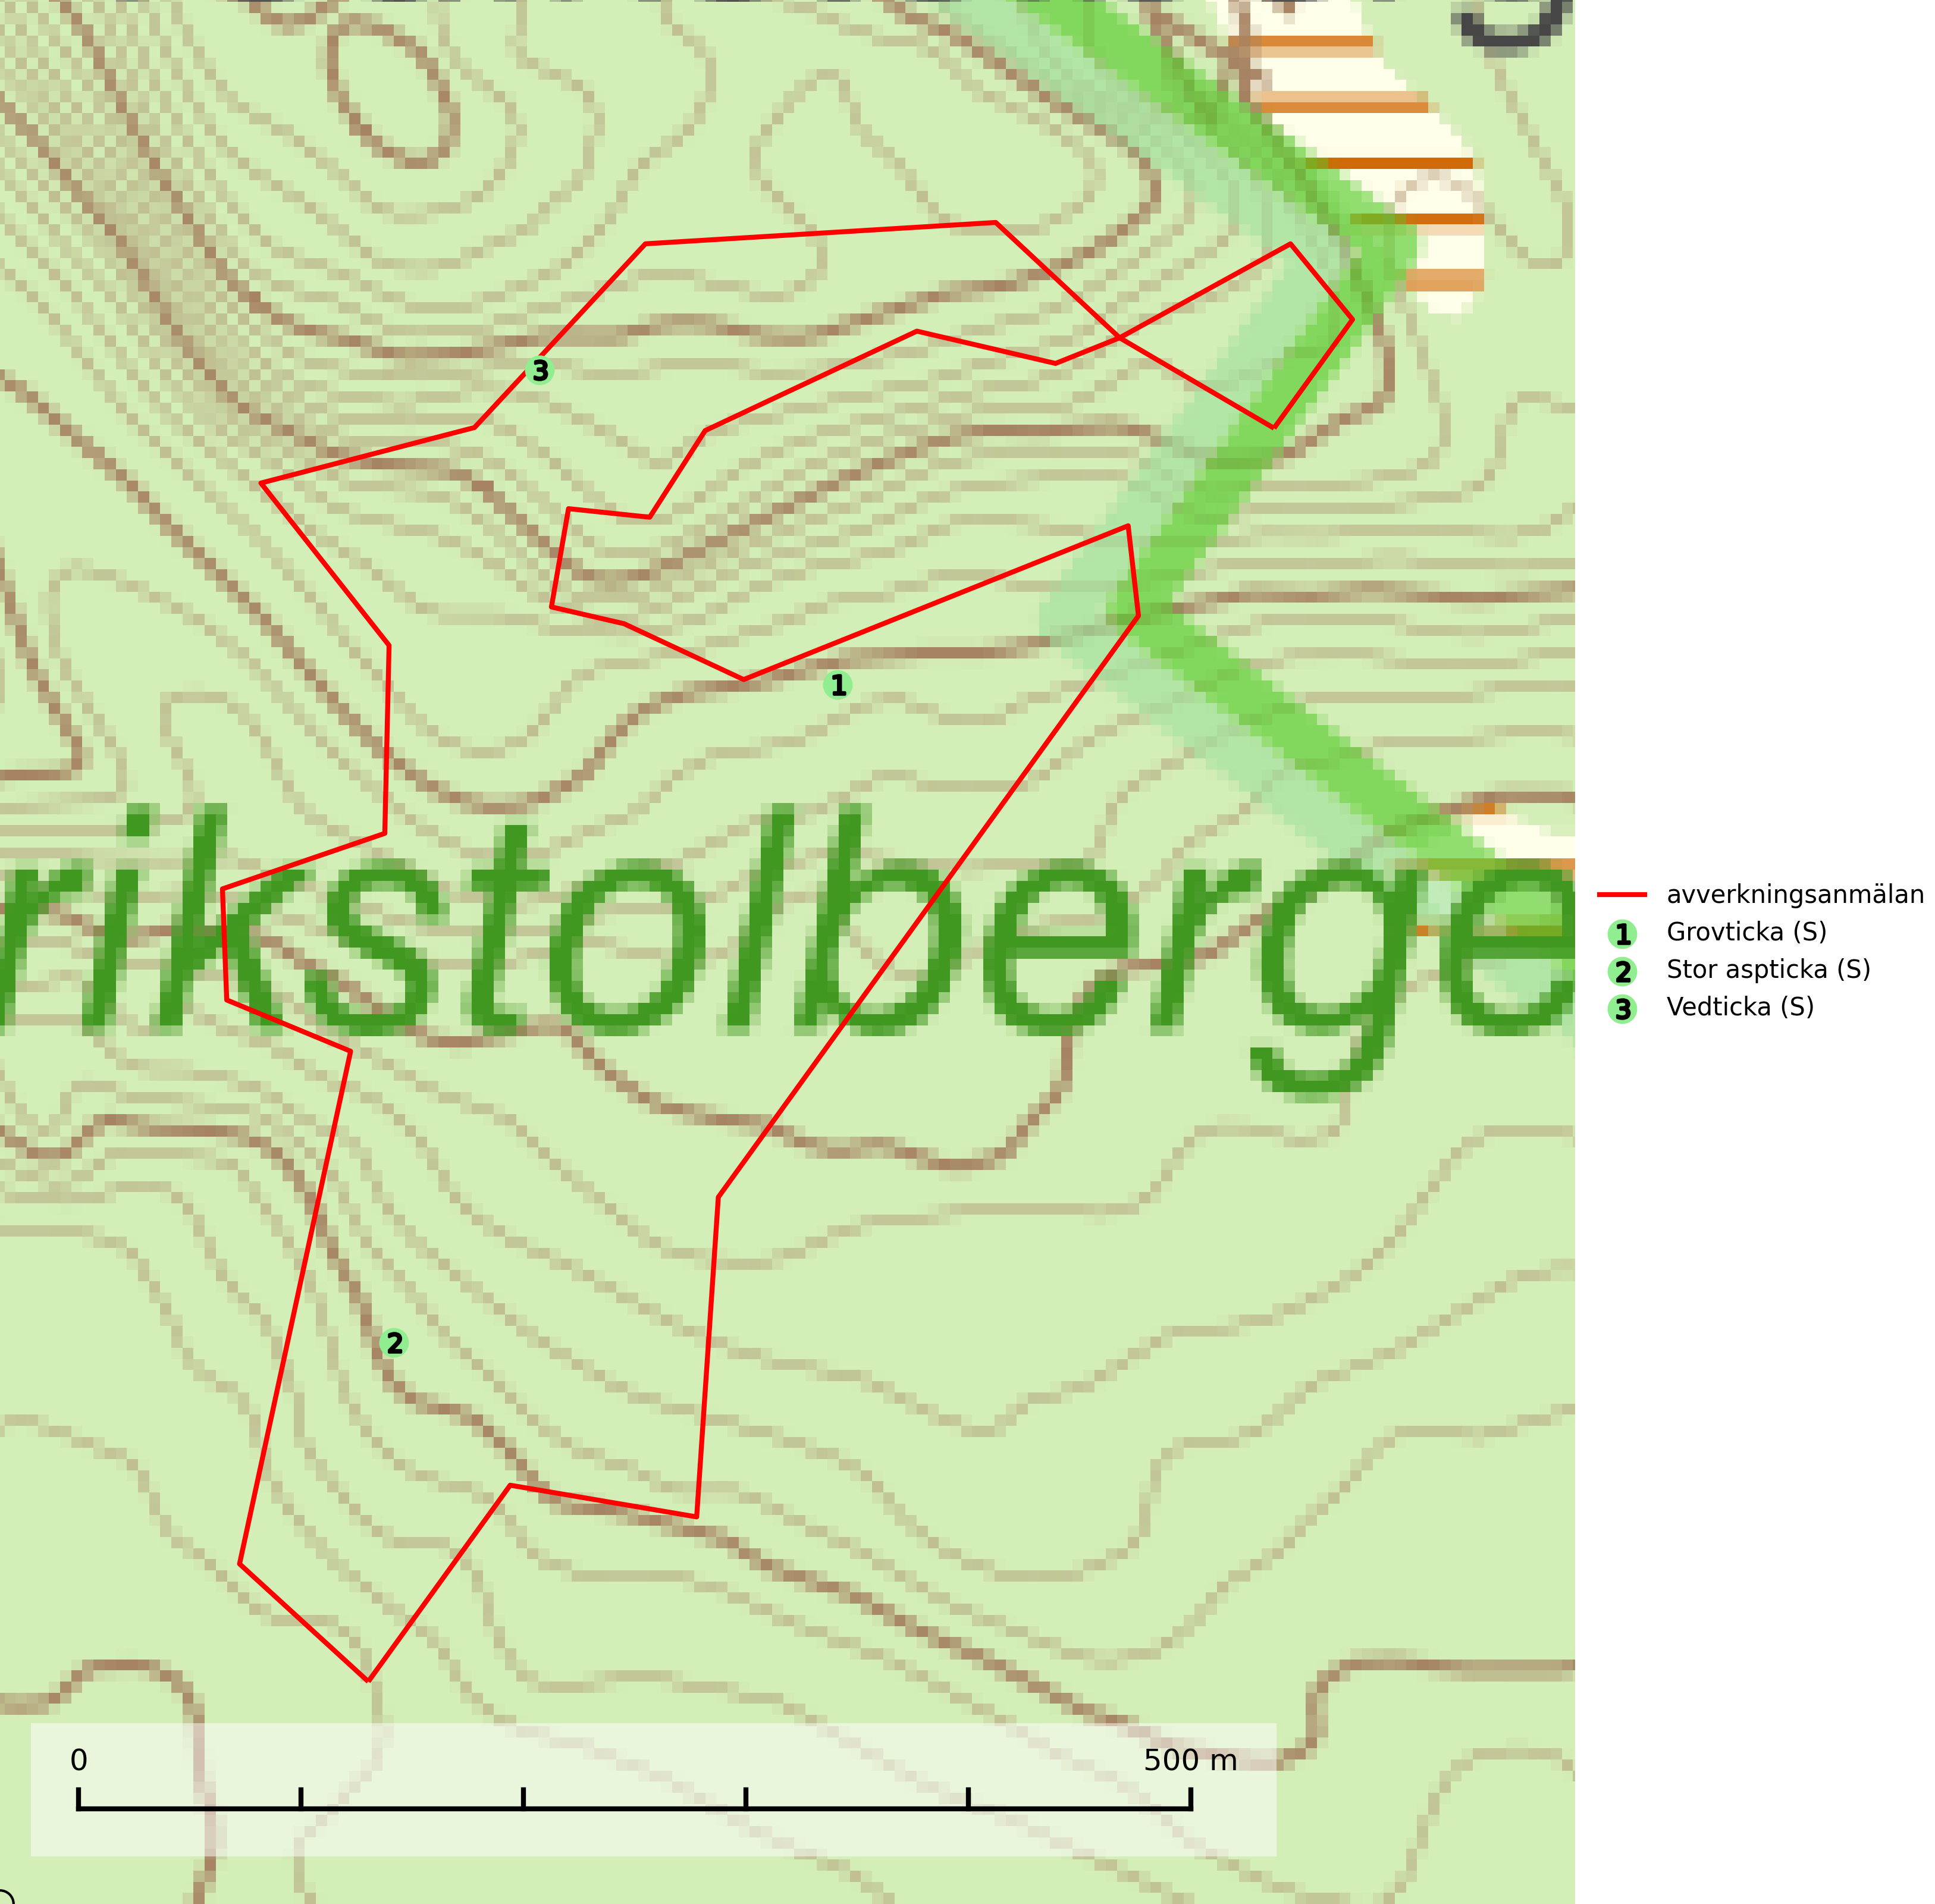 3
1
rikstolberge
2
0 500 m
avverkningsanmälan
1 Grovticka (S)
2 Stor aspticka (S)
3 Vedticka (S)